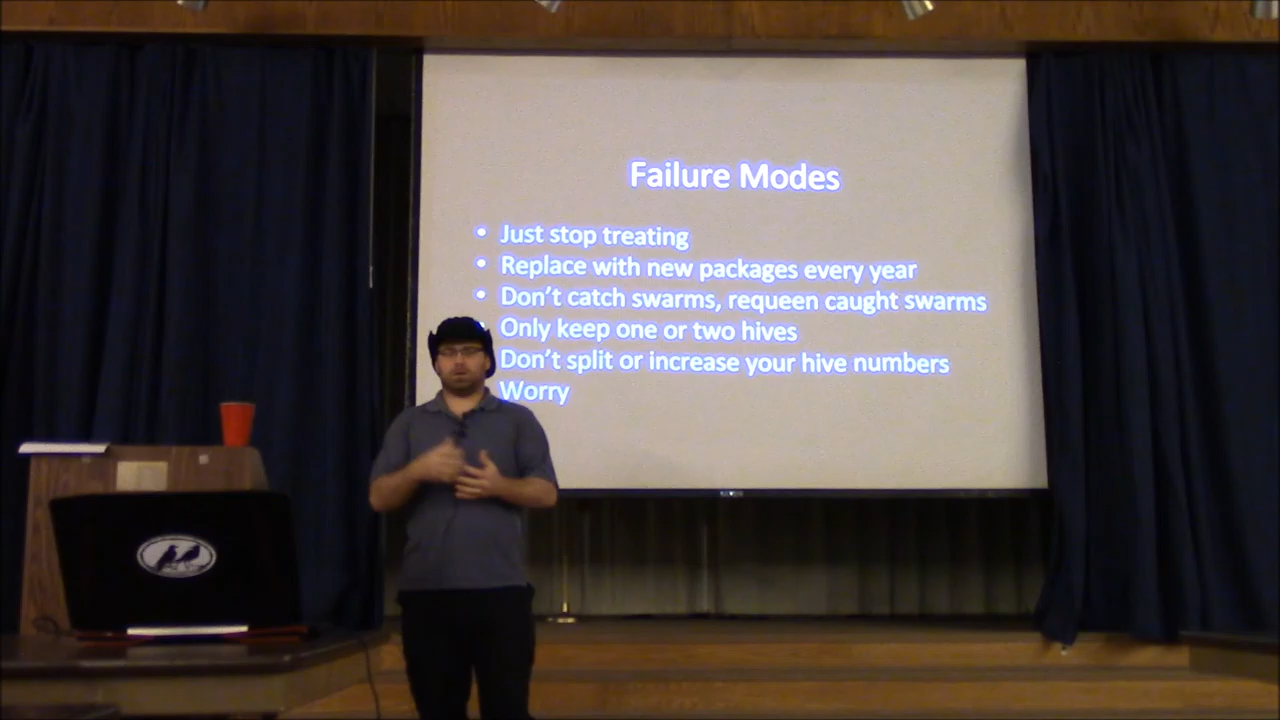 Failure Modes
• Just stop treating
• Replace with new packages every year
• Don't catch swarms, requeen caught swarms
• Only keep one or two hives
Don't split or increase your hive numbers
Worry